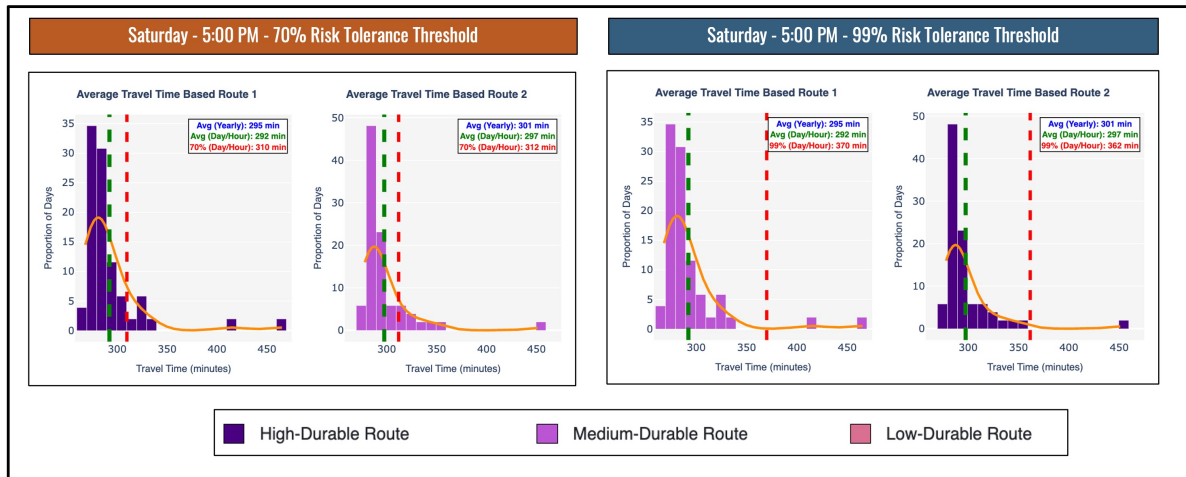 Saturday - 5:00 PM - 70% Risk Tolerance Threshold
Average Travel Time Based Route 1
Avg (Yearly): 295 min
Avg (Day/Hour): 292 min
70% (Day/Hour): 310 min
Proportion of Days
35
30
25
20
15
10
5
0
300
350
400
450
Travel Time (minutes)
Average Travel Time Based Route 2
Avg (Yearly): 301 min
Avg (Day/Hour): 297 min
70% (Day/Hour): 312 min
Proportion of Days
50
40
30
20
10
0
300
350
400
450
Travel Time (minutes)
Saturday - 5:00 PM - 99% Risk Tolerance Threshold
Average Travel Time Based Route 1
Avg (Yearly): 295 min
Avg (Day/Hour): 292 min
99% (Day/Hour): 370 min
Proportion of Days
35
30
25
20
15
10
5
0
300
350
400
450
Travel Time (minutes)
Average Travel Time Based Route 2
Avg (Yearly): 301 min
Avg (Day/Hour): 297 min
99% (Day/Hour): 362 min
Proportion of Days
50
40
30
20
10
0
300
350
400
450
Travel Time (minutes)
High-Durable Route
Medium-Durable Route
Low-Durable Route